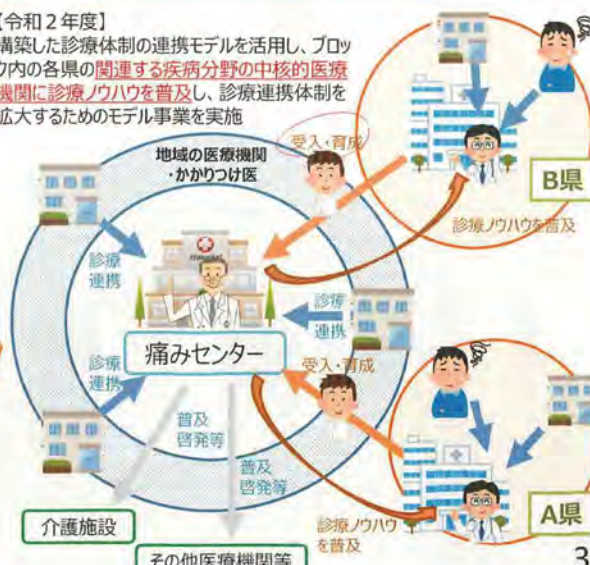 【令和２年度】
構築した診療体制の連携モデルを活用し、ブロッ
ク内の各県の関連する疾病分野の中核的医療
機関に診療ノウハウを普及し、診療連携体制を
拡大するためのモデル事業を実施
地域の医療機関
・かかりつけ医
受入・育成
B県
診療ノウハウを普及
診療
連携
診療
連携
痛みセンター
診療
連携
受入・育成
普及
啓発等
普及
啓発等
介護施設
その他医療機関等
診療ノウハウ
を普及
A県
3